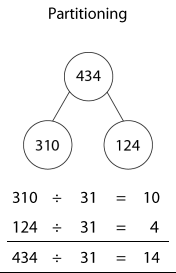 Partitioning
434
310 124
310 ÷ 31 = 10
124 ÷ 31 = 4
434 ÷ 31 = 14